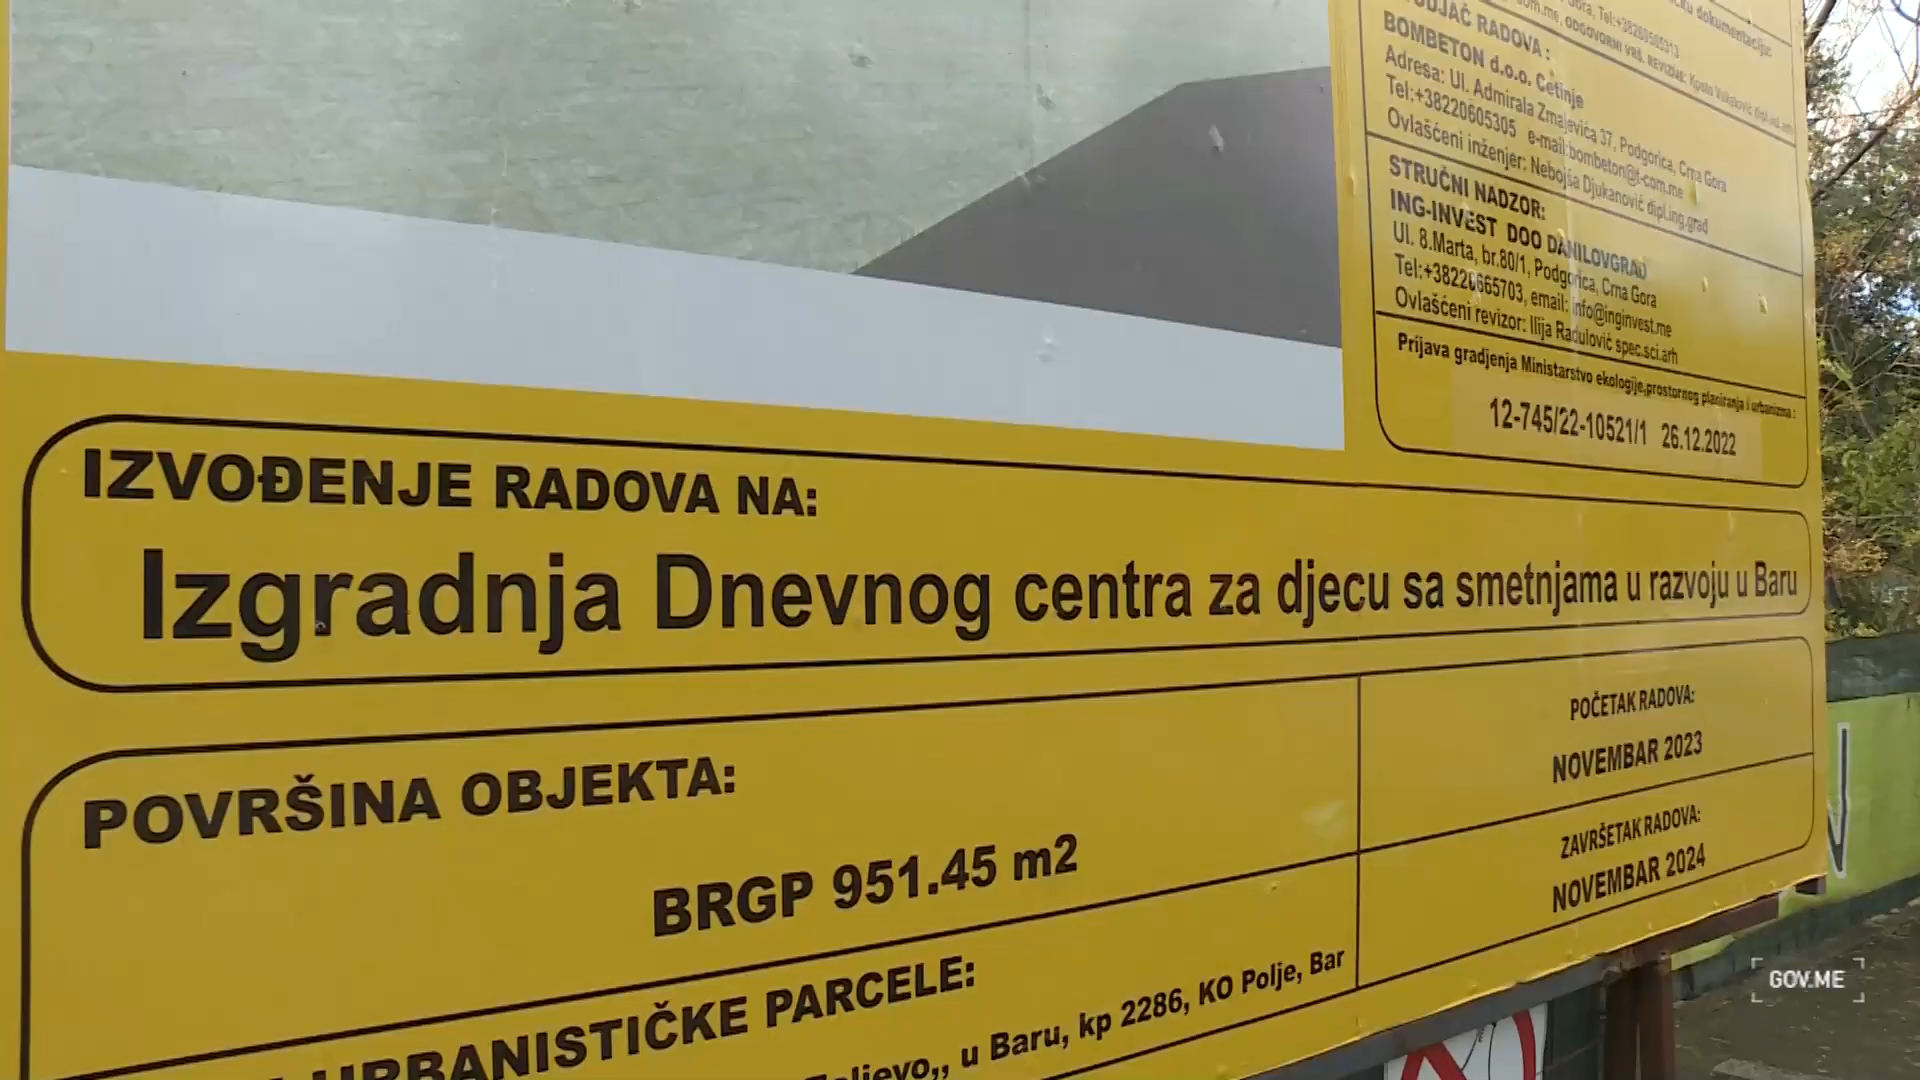 dokumentaciju:
BOMBETON d.o.o. Cetinje
RADOVA :
Adresa: Ul. Admirala Zmajevića 37, Podgorica, Crna Gora
Tel:+38220605305 e-mail:bombeton@t-com.me
Ovlašćeni inženjer: Nebojša Djukanović dipl.ing.grad
STRUČNI NADZOR:
ING-INVEST DOO DANILOVGRAD
Ul. 8.Marta, br.80/1, Podgorica, Crna Gora
Tel:+38220665703, email: info@inginvest.me
Ovlašćeni revizor: Ilija Radulović spec.sci.arh
Prijava gradjenja Ministarstvo ekologije,prostornog planiranja i urbanizma :
12-745/22-10521/1 26.12.2022
IZVOĐENJE RADOVA NA:
Izgradnja Dnevnog centra za djecu sa smetnjama u razvoju u Baru
POVRŠINA OBJEKTA:
BRGP 951.45 m2
POČETAK RADOVA:
NOVEMBAR 2023
ZAVRŠETAK RADOVA:
NOVEMBAR 2024
URBANISTIČKE PARCELE:
u Baru, kp 2286, KO Polje, Bar
GOV.ME